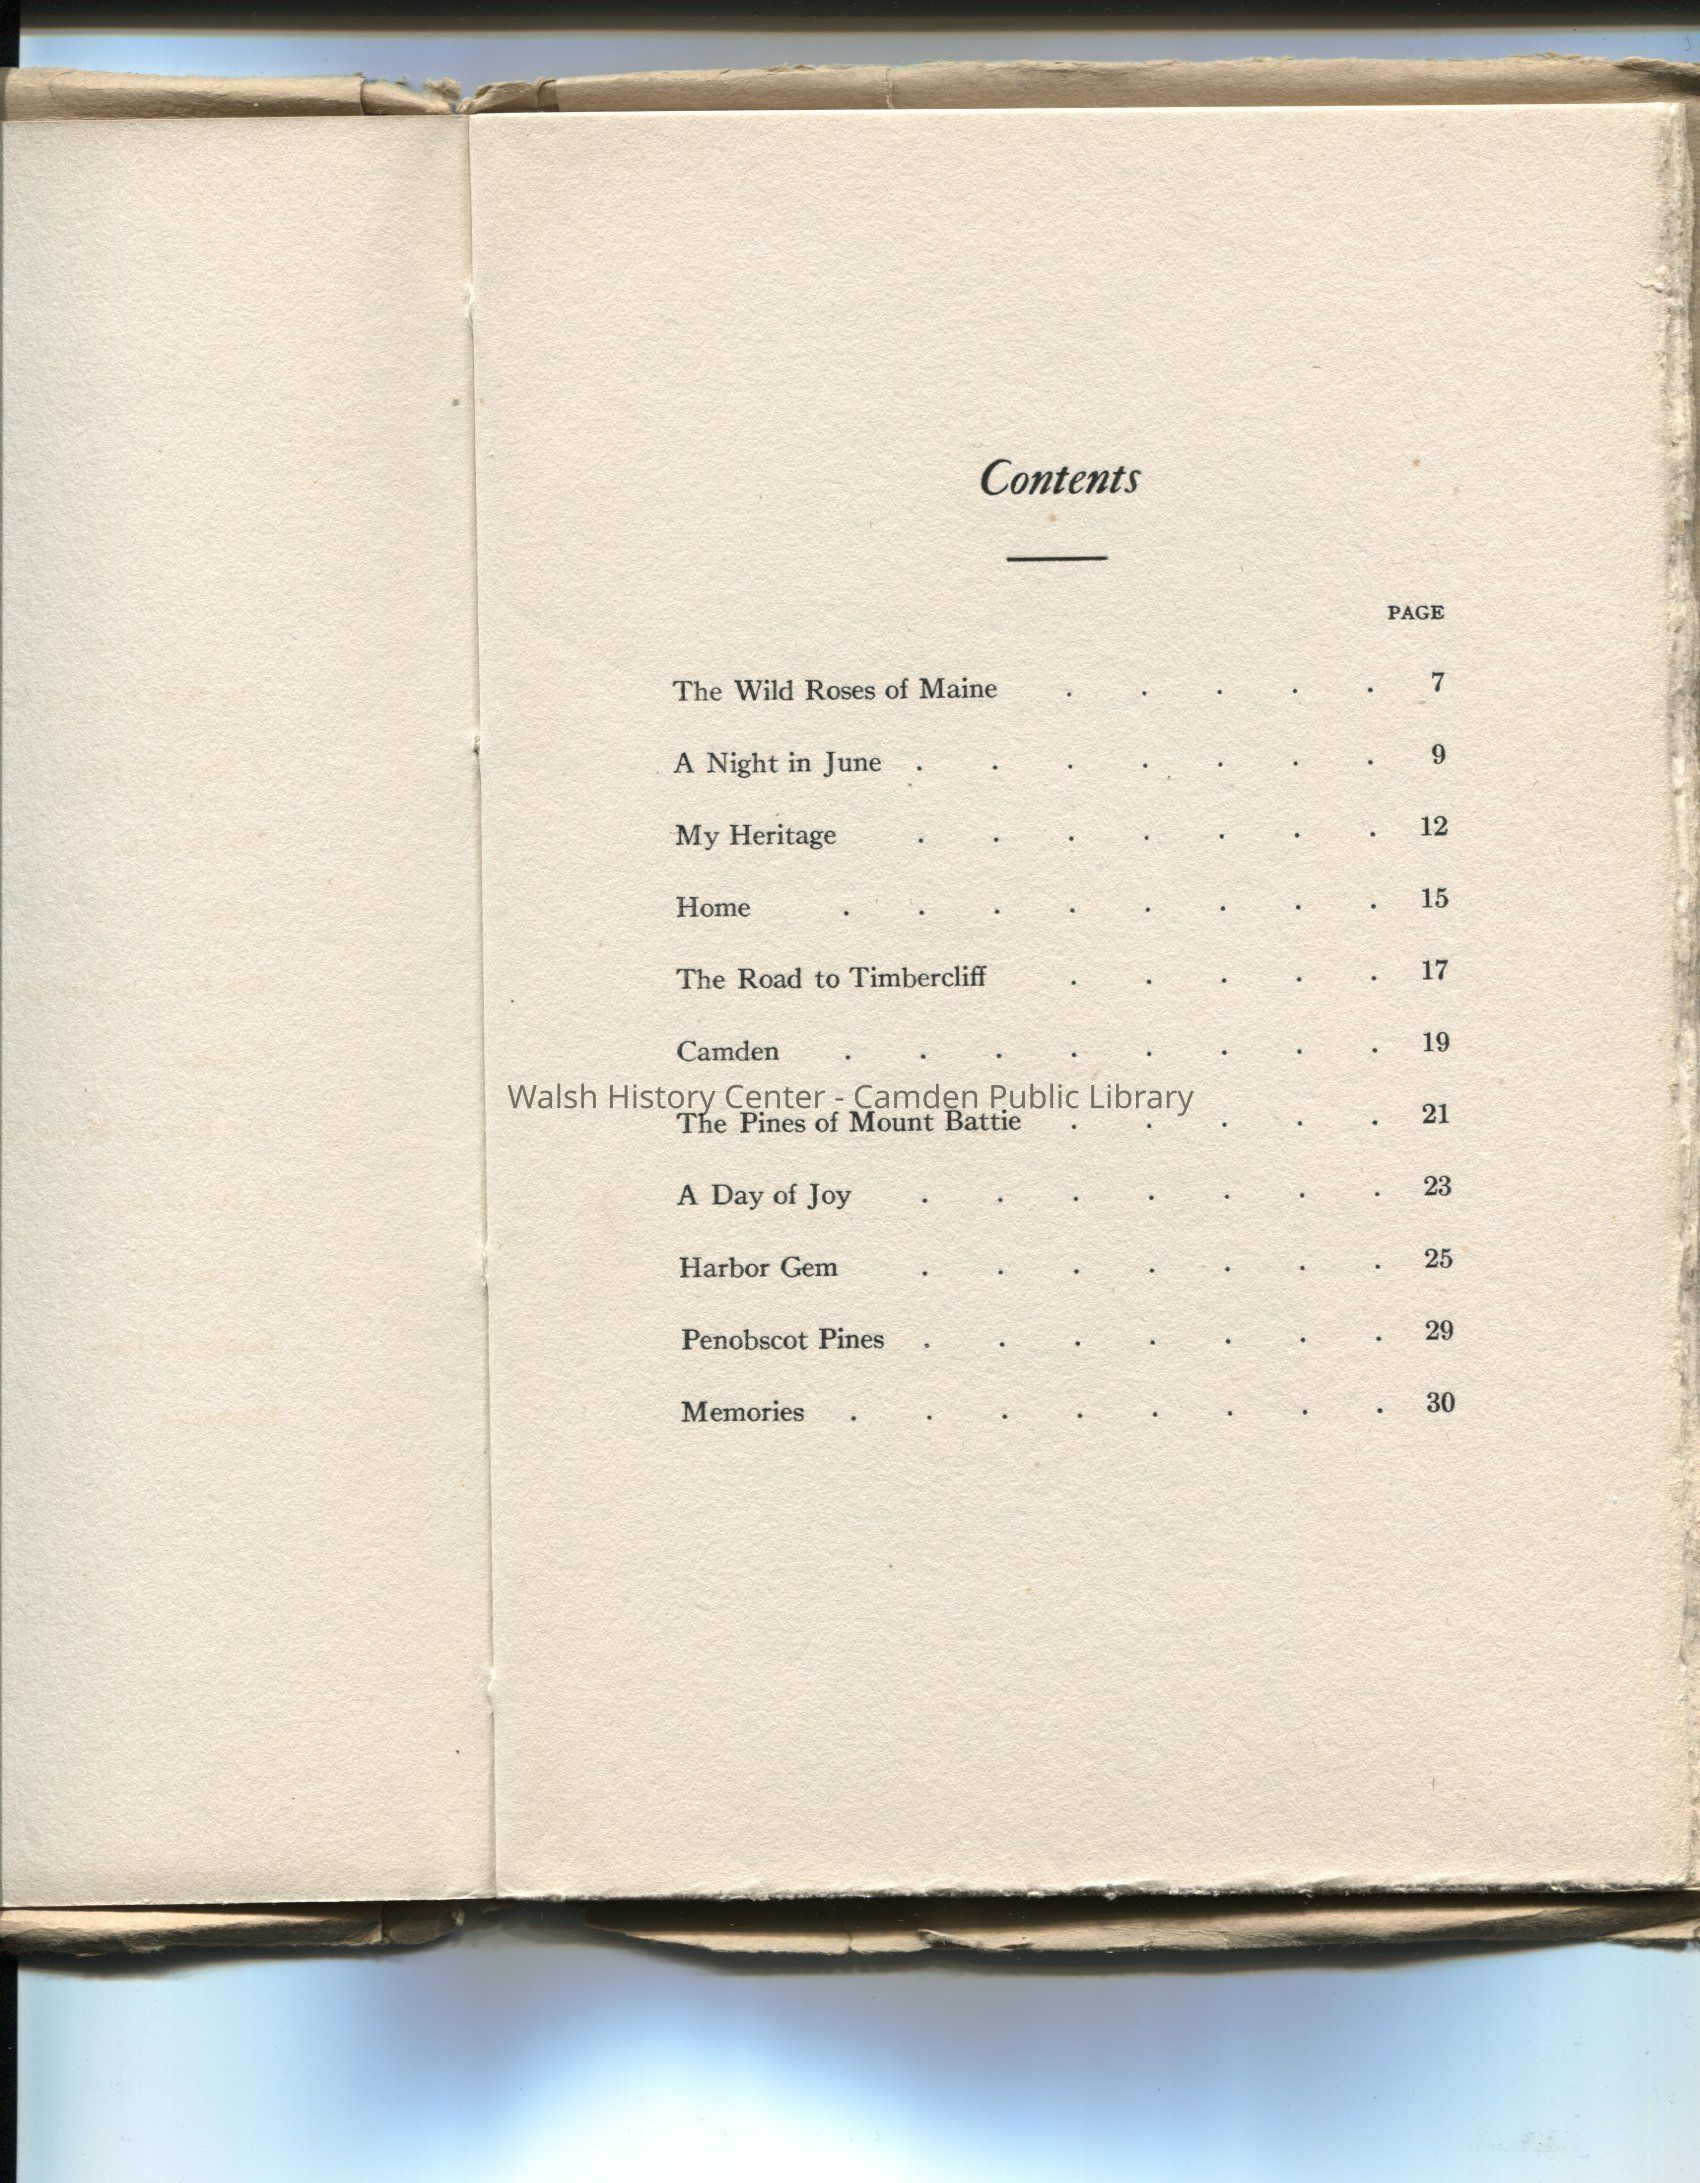 Contents
PAGE
The Wild Roses of Maine . . . . . 7
A Night in June . . . . . . . 9
My Heritage . . . . . . . 12
Home . . . . . . . . 15
The Road to Timbercliff . . . . . 17
Camden . . . . . . . . 19
Walsh History Center - Camden Public Library
The Pines of Mount Battie . . . . . 21
A Day of Joy . . . . . . . 23
Harbor Gem . . . . . . . 25
Penobscot Pines . . . . . . . 29
Memories . . . . . . . . 30